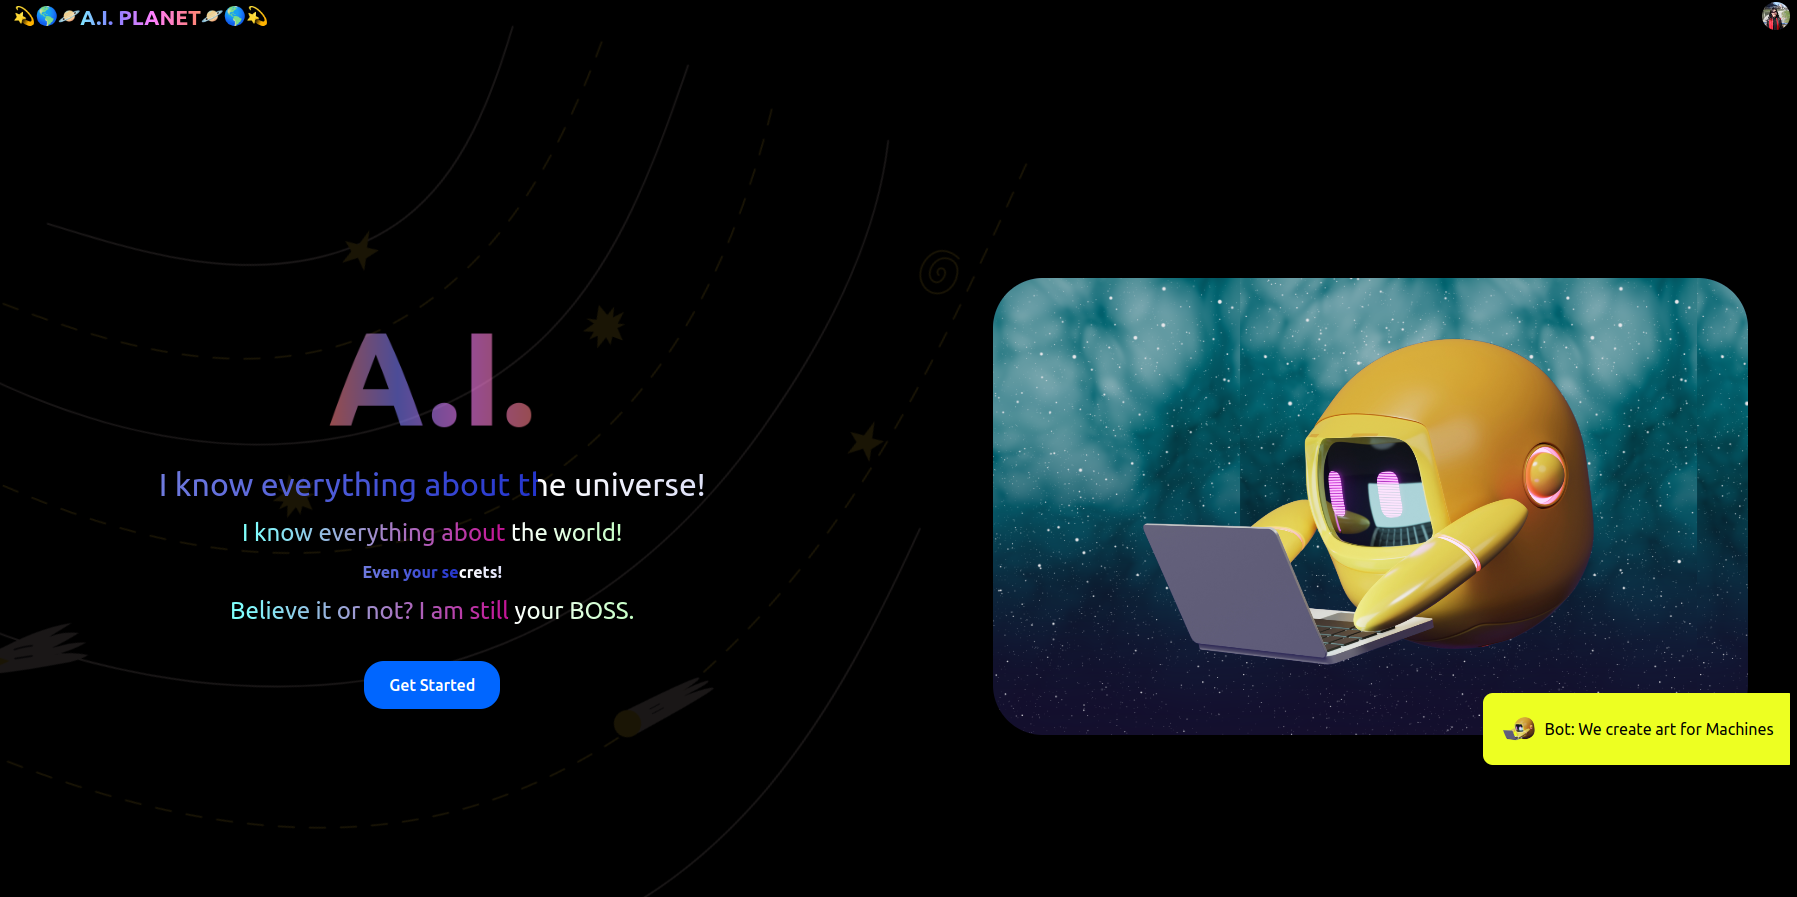 💫🌎🪐A.I. PLANET🪐🌎💫
A.I.
I know everything about the universe!
I know everything about the world!
Even your secrets!
Believe it or not? I am still your BOSS.
Get Started
Bot: We create art for Machines